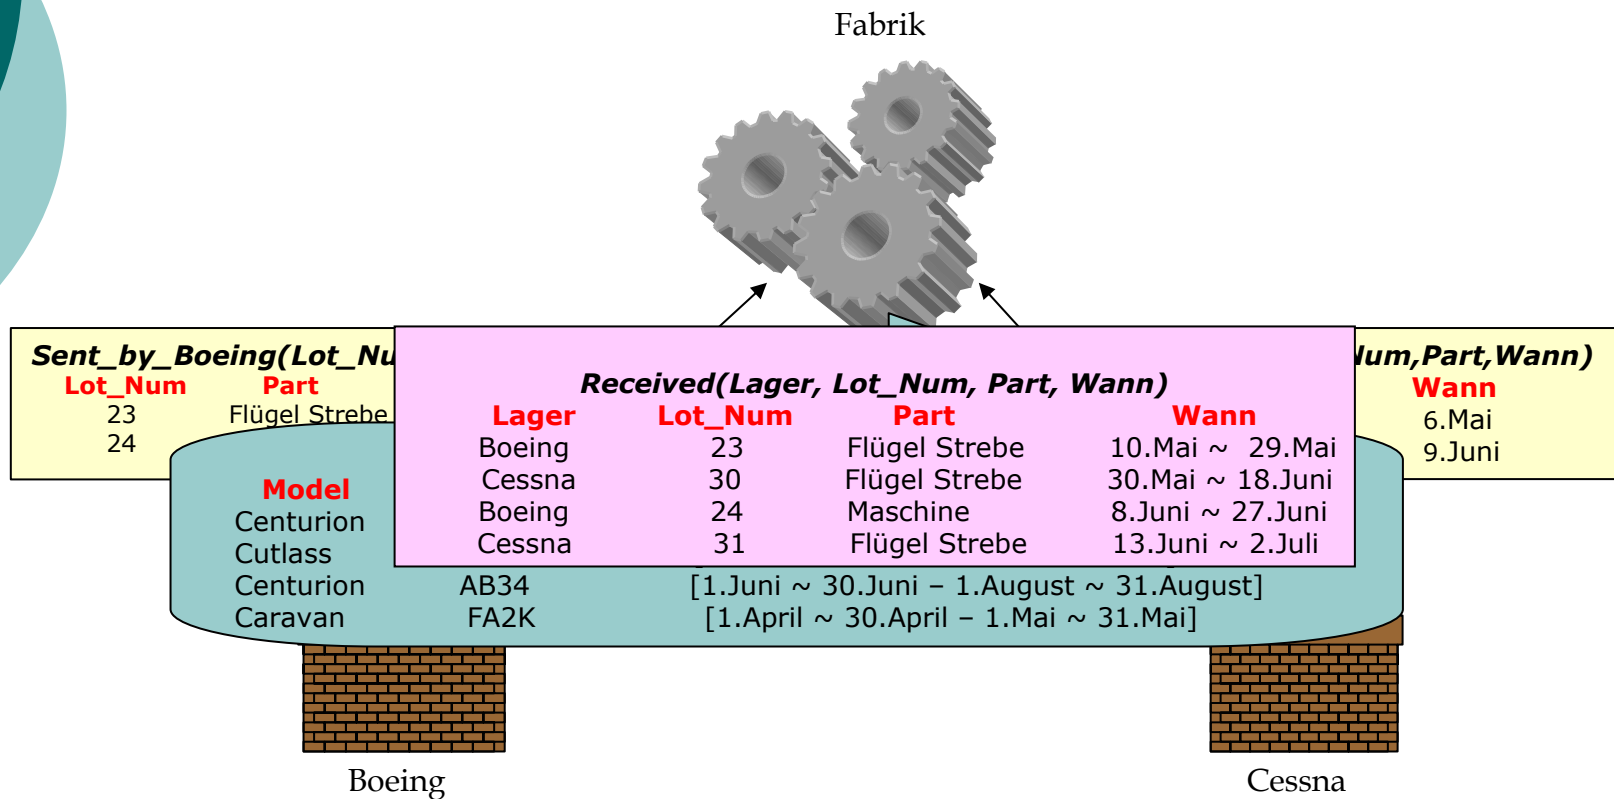 Fabrik
Sent_by_Boeing(Lot_Nu
Lot_Num Part
23 Flügel Strebe
24
Received(Lager, Lot_Num, Part, Wann)
Lager Lot_Num Part Wann
Boeing 23 Flügel Strebe 10.Mai ~ 29.Mai
Cessna 30 Flügel Strebe 30.Mai ~ 18.Juni
Boeing 24 Maschine 8.Juni ~ 27.Juni
Cessna 31 Flügel Strebe 13.Juni ~ 2.Juli
Num,Part,Wann)
Wann
6.Mai
9.Juni
Model
Centurion
Cutlass
Centurion AB34 [1.Juni ~ 30.Juni – 1.August ~ 31.August]
Caravan FA2K [1.April ~ 30.April – 1.Mai ~ 31.Mai]
Boeing
Cessna